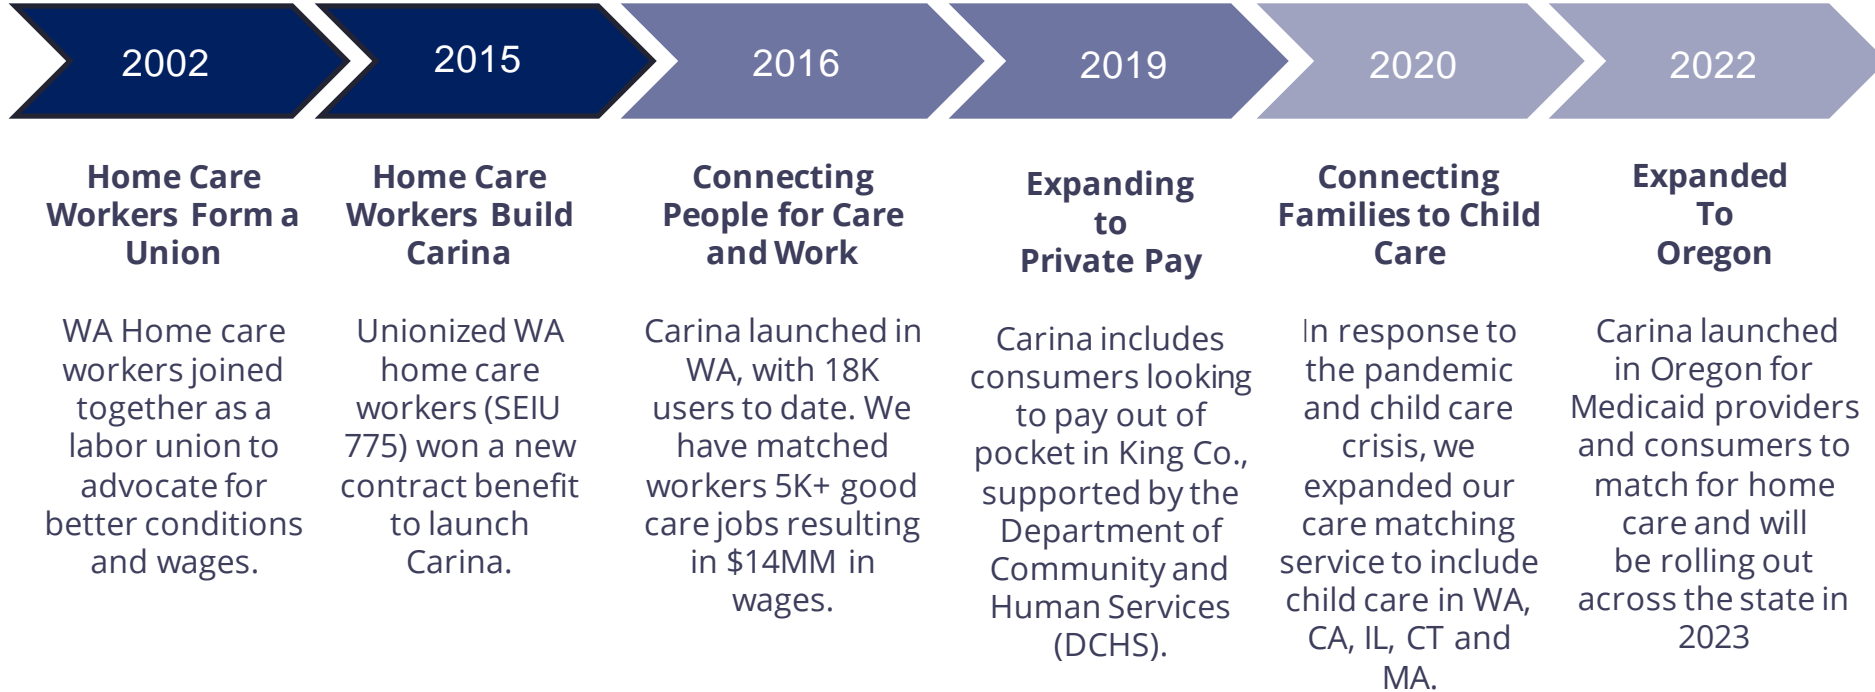 2002
2015
2016
2019
2020
2022
Home Care
Workers Form a
Union
WA Home care
workers joined
together as a
labor union to
advocate for
better conditions
and wages.
Home Care
Workers Build
Carina
Unionized WA
home care
workers (SEIU
775) won a new
contract benefit
to launch
Carina.
Connecting
People for Care
and Work
Carina launched in
WA, with 18K
users to date. We
have matched
workers 5K+ good
care jobs resulting
in $14MM in
wages.
Expanding
to
Private Pay
Carina includes
consumers looking
to pay out of
pocket in King Co.,
supported by the
Department of
Community and
Human Services
(DCHS).
Connecting
Families to Child
Care
In response to
the pandemic
and child care
crisis, we
expanded our
care matching
service to include
child care in WA,
CA, IL, CT and
MA.
Expanded
To
Oregon
Carina launched
in Oregon for
Medicaid providers
and consumers to
match for home
care and will
be rolling out
across the state in
2023